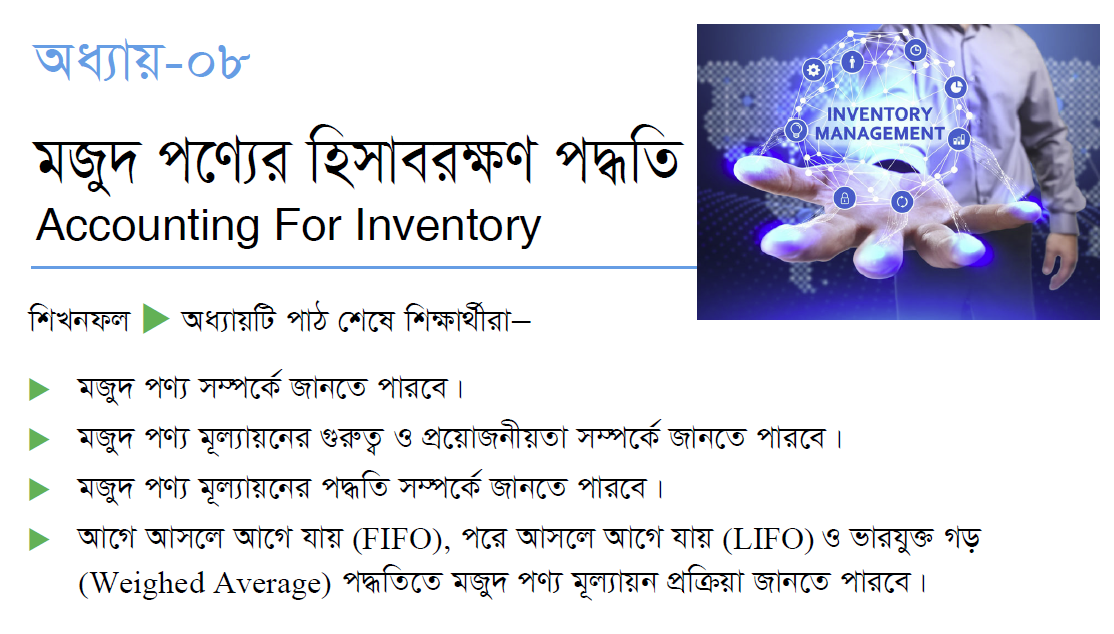 অধ্যায়-০৮
INVENTORY
MANAGEMENT
মজুদ পণ্যের হিসাবরক্ষণ পদ্ধতি
Accounting For Inventory
শিখনফল ▶ অধ্যায়টি পাঠ শেষে শিক্ষার্থীরা–
▶ মজুদ পণ্য সম্পর্কে জানতে পারবে।
▶ মজুদ পণ্য মূল্যায়নের গুরুত্ব ও প্রয়োজনীয়তা সম্পর্কে জানতে পারবে।
▶ মজুদ পণ্য মূল্যায়নের পদ্ধতি সম্পর্কে জানতে পারবে।
▶ আগে আসলে আগে যায় (FIFO), পরে আসলে আগে যায় (LIFO) ও ভারযুক্ত গড়
(Weighed Average) পদ্ধতিতে মজুদ পণ্য মূল্যায়ন প্রক্রিয়া জানতে পারবে।